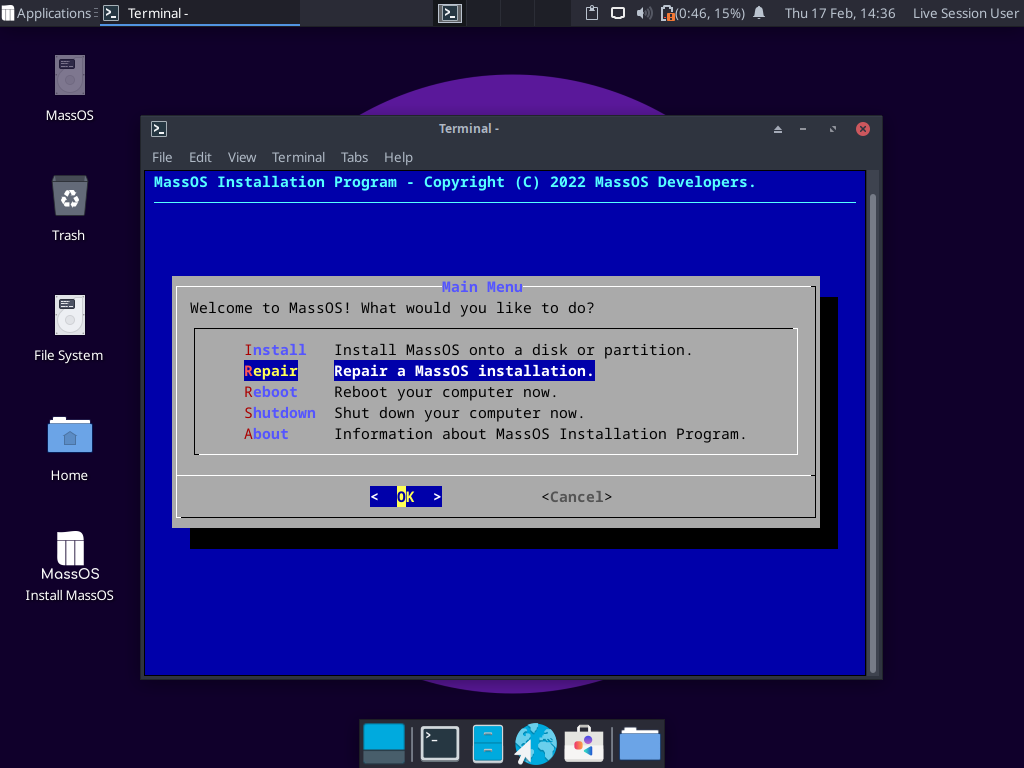 Applications Terminal - (0:46, 15%) Thu 17 Feb, 14:36 Live Session User
MassOS
Trash
File System
Home
MassOS
Install MassOS
Terminal -
File Edit View Terminal Tabs Help
MassOS Installation Program - Copyright (C) 2022 MassOS Developers.
Main Menu
Welcome to MassOS! What would you like to do?
Install Install MassOS onto a disk or partition.
Repair Repair a MassOS installation.
Reboot Reboot your computer now.
Shutdown Shut down your computer now.
About Information about MassOS Installation Program.
< OK > <Cancel>